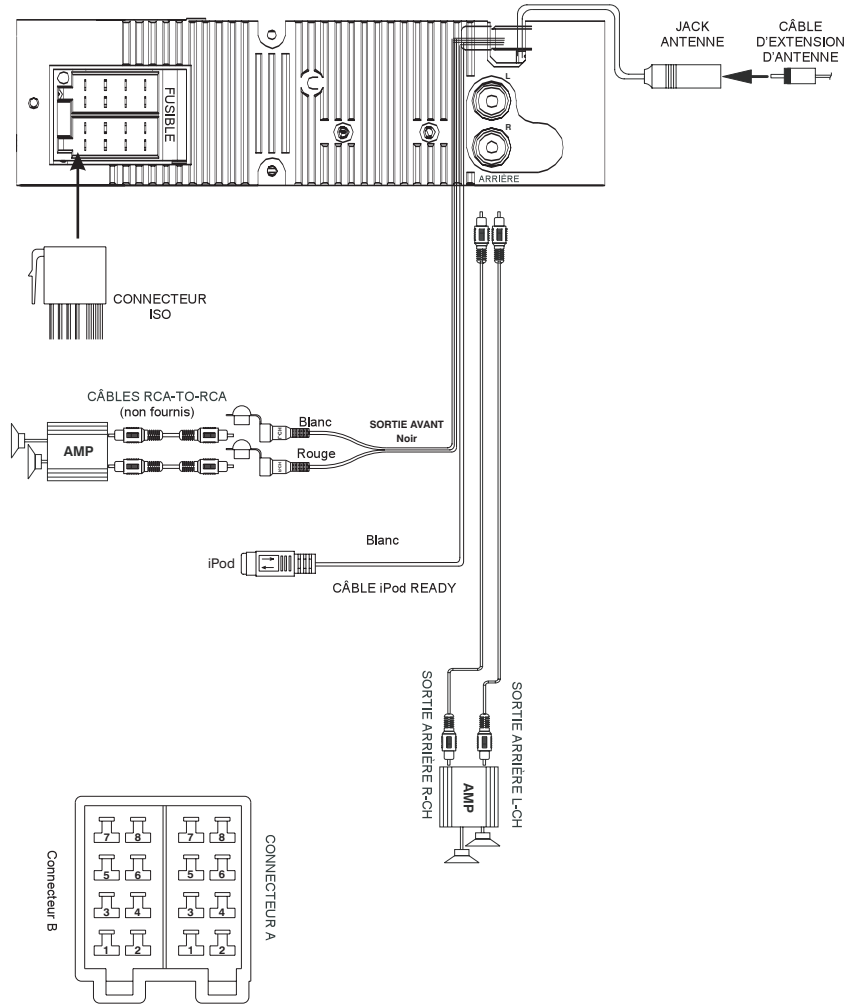 JACK
ANTENNE
CÂBLE
D'EXTENSION
D'ANTENNE
FUSIBLE
L
R
ARRIÈRE
CONNECTEUR
ISO
CÂBLES RCA-TO-RCA
(non fournis)
AMP
Blanc
Rouge
SORTIE AVANT
Noir
iPod
Blanc
CÂBLE iPod READY
SORTIE ARRIÈRE R-CH
SORTIE ARRIÈRE L-CH
AMP
Connecteur B
CONNECTEUR A
7 8 7 8
5 6 5 6
3 4 3 4
1 2 1 2